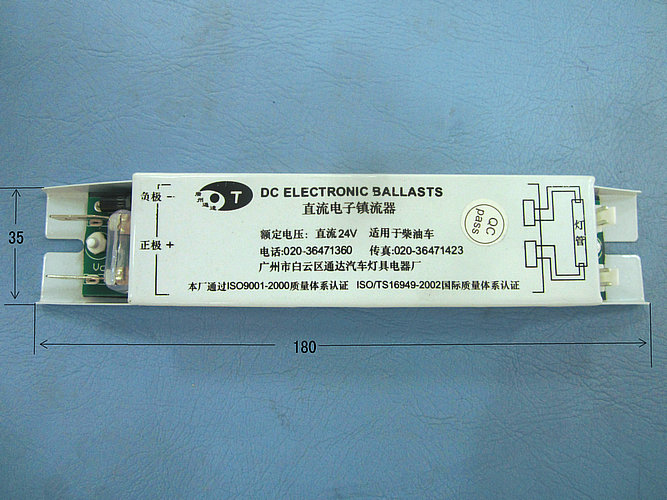 35
180
负极 −
正极 +
广州通达
T
DC ELECTRONIC BALLASTS
直流电子镇流器
额定电压：直流24V 适用于柴油车
电话:020-36471360 传真:020-36471423
广州市白云区通达汽车灯具电器厂
本厂通过ISO9001-2000质量体系认证 ISO/TS16949-2002国际质量体系认证
QC
pass
灯管